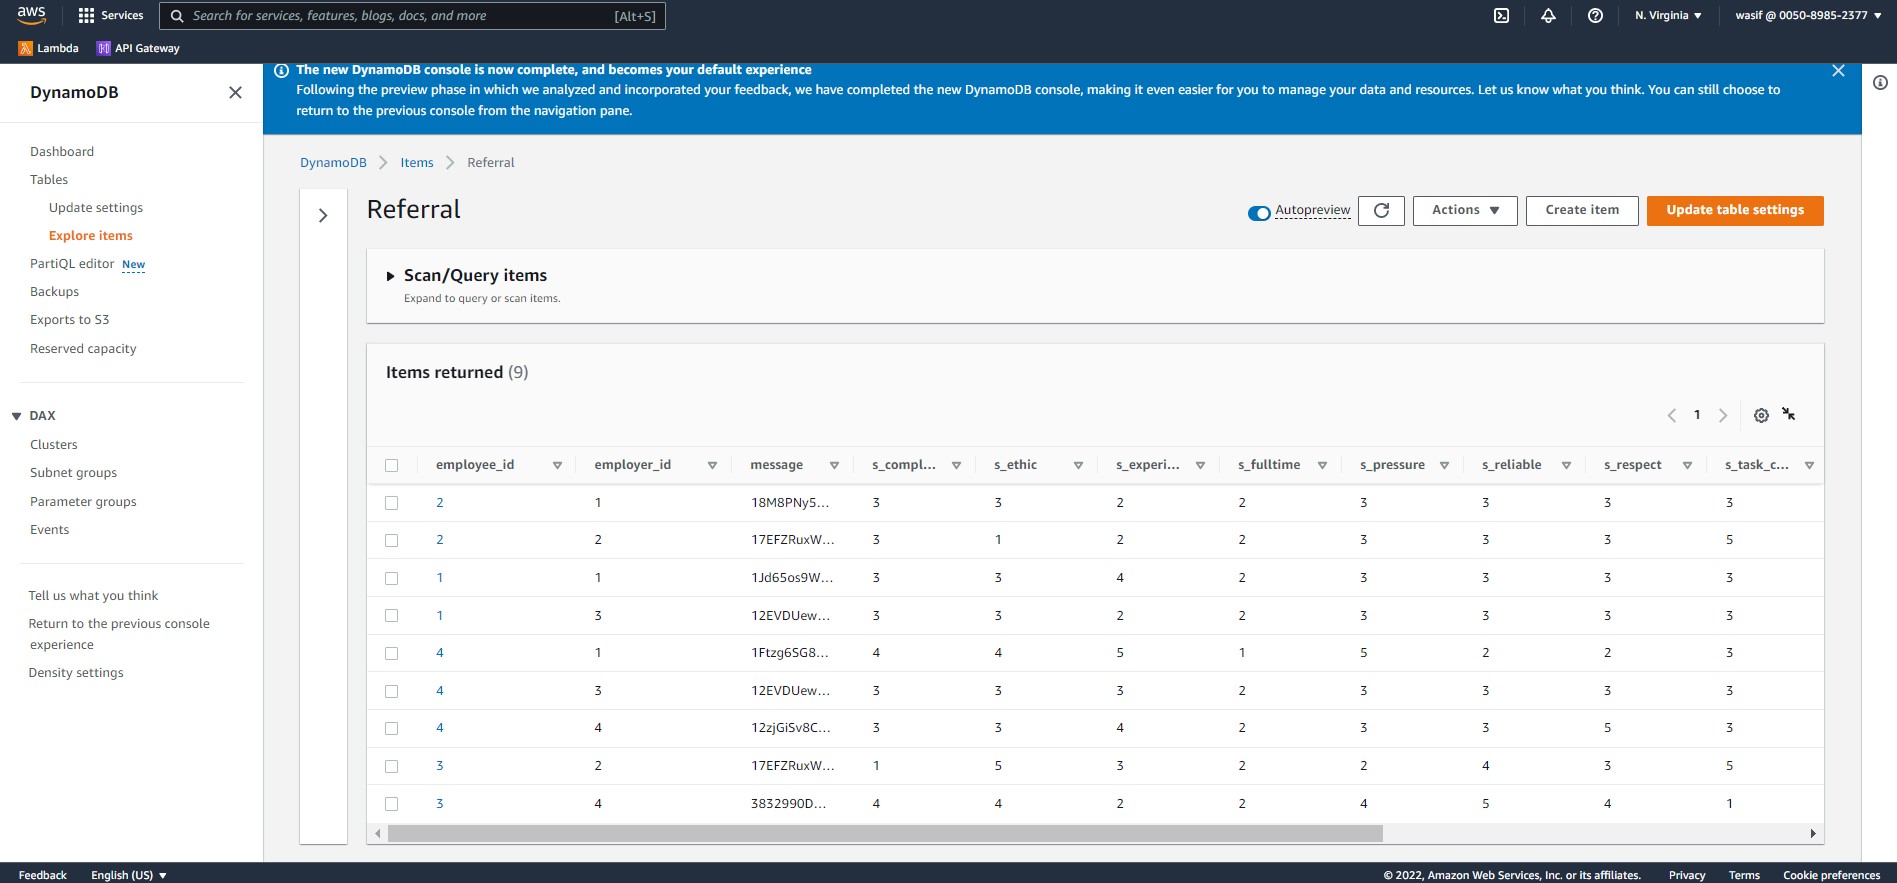 aws Services Search for services, features, blogs, docs, and more [Alt+S] N. Virginia ▼ wasif @ 0050-8985-2377 ▼
Lambda API Gateway
DynamoDB
The new DynamoDB console is now complete, and becomes your default experience
Following the preview phase in which we analyzed and incorporated your feedback, we have completed the new DynamoDB console, making it even easier for you to manage your data and resources. Let us know what you think. You can still choose to
return to the previous console from the navigation pane.
Dashboard
Tables
Update settings
Explore items
PartiQL editor New
Backups
Exports to S3
Reserved capacity
DAX
Clusters
Subnet groups
Parameter groups
Events
Tell us what you think
Return to the previous console
experience
Density settings
DynamoDB Items Referral
Referral
Autopreview Actions ▼ Create item Update table settings
Scan/Query items
Expand to query or scan items.
Items returned (9)
1
employee_id employer_id message s_compl... s_ethic s_experi... s_fulltime s_pressure s_reliable s_respect s_task_c...
2 1 18M8PNy5... 3 3 2 2 3 3 3 3
2 2 17EFZRuxW... 3 1 2 2 3 3 3 5
1 1 1Jd65os9W... 3 3 4 2 3 3 3 3
1 3 12EVDUew... 3 3 2 2 3 3 3 3
4 1 1Ftzg6SG8... 4 4 5 1 5 2 2 3
4 3 12EVDUew... 3 3 3 2 3 3 3 3
4 4 12zjGiSv8C... 3 3 4 2 3 3 5 3
3 2 17EFZRuxW... 1 5 3 2 2 4 3 5
3 4 3832990D... 4 4 2 2 4 5 4 1
Feedback English (US) ▼ © 2022, Amazon Web Services, Inc. or its affiliates. Privacy Terms Cookie preferences